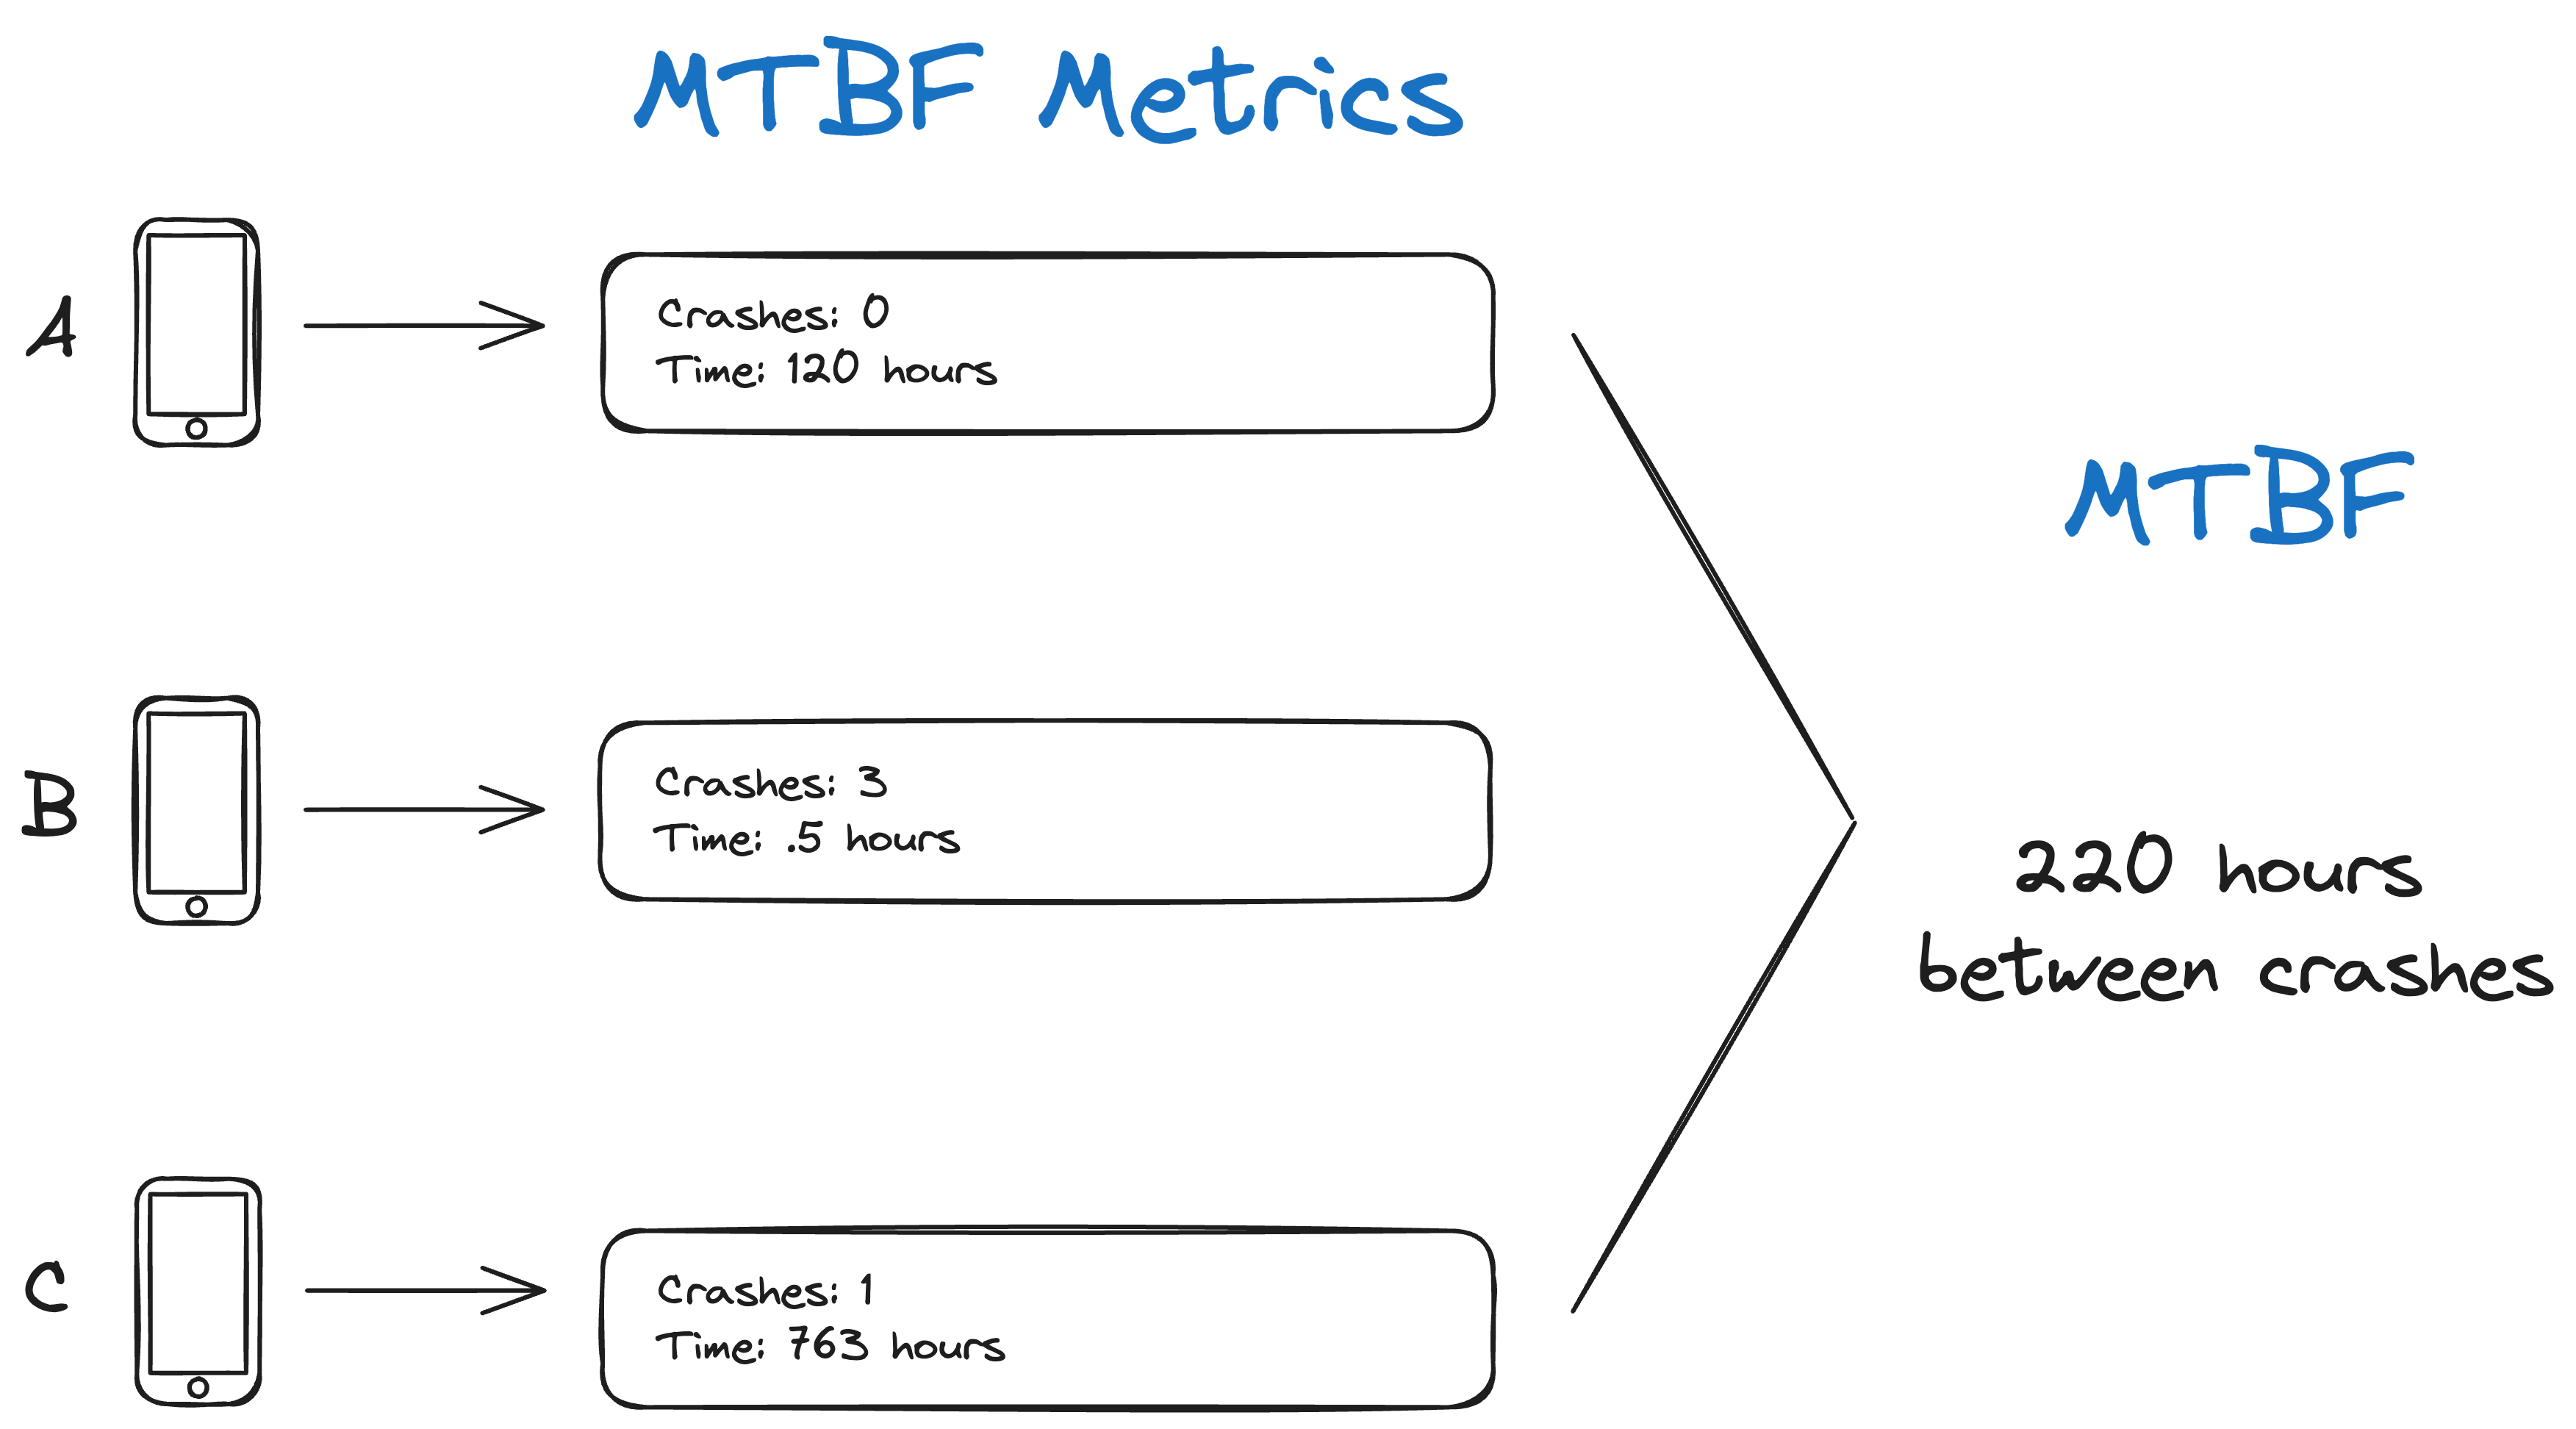 MTBF Metrics
A
Crashes: 0
Time: 120 hours
B
Crashes: 3
Time: .5 hours
C
Crashes: 1
Time: 763 hours
MTBF
220 hours
between crashes